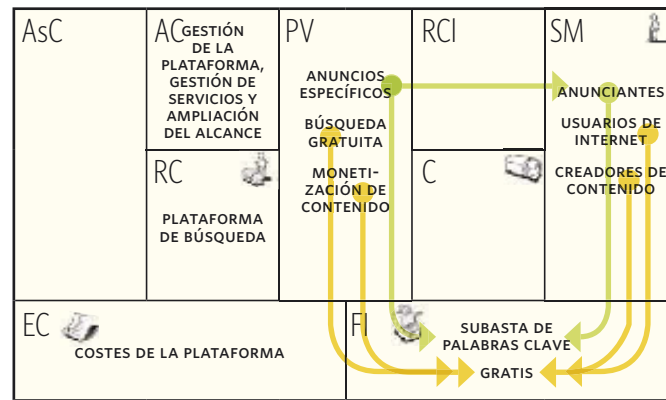 AsC
AC
GESTIÓN
DE LA
PLATAFORMA,
GESTIÓN DE
SERVICIOS Y
AMPLIACIÓN
DEL ALCANCE
RC
PLATAFORMA
DE BÚSQUEDA
PV
ANUNCIOS
ESPECÍFICOS
BÚSQUEDA
GRATUITA
MONETI-
ZACIÓN DE
CONTENIDO
RCl
C
SM
ANUNCIANTES
USUARIOS DE
INTERNET
CREADORES DE
CONTENIDO
EC
COSTES DE LA PLATAFORMA
FI
SUBASTA DE
PALABRAS CLAVE
GRATIS